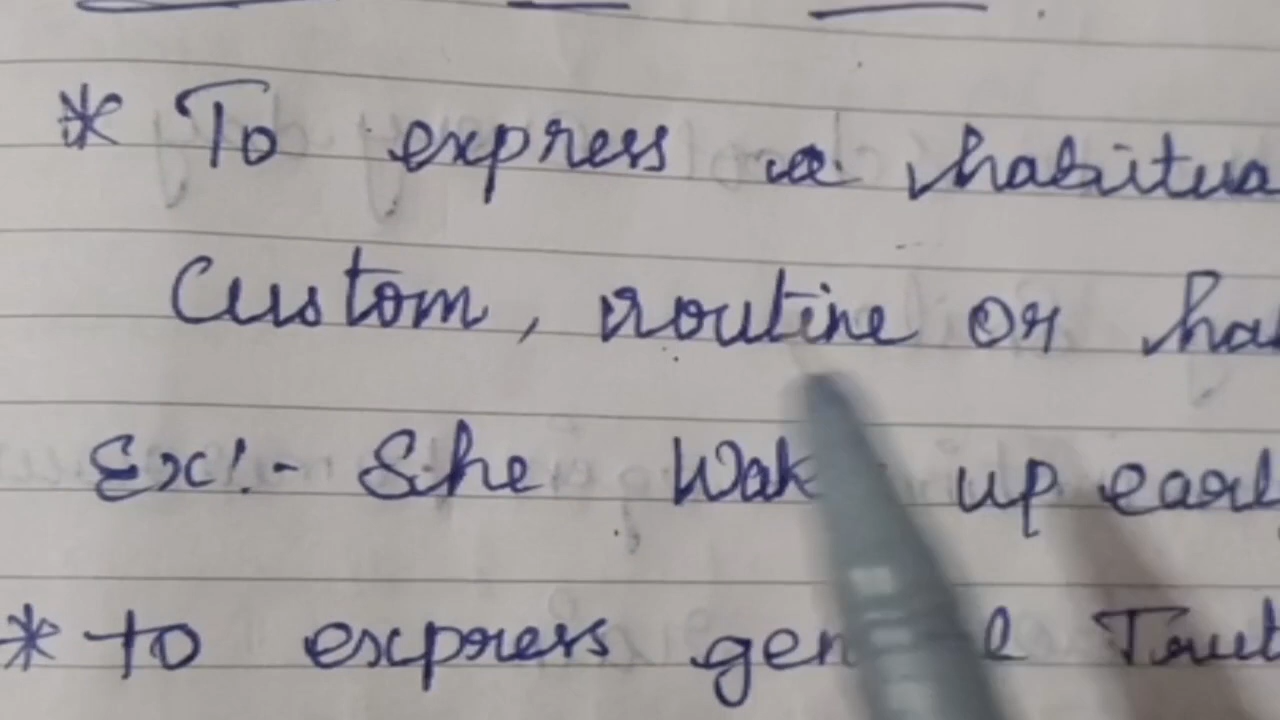 * To express a habitua
Custom, routine or ha
Ex:- She Wak up earl
* to express gen l Trut